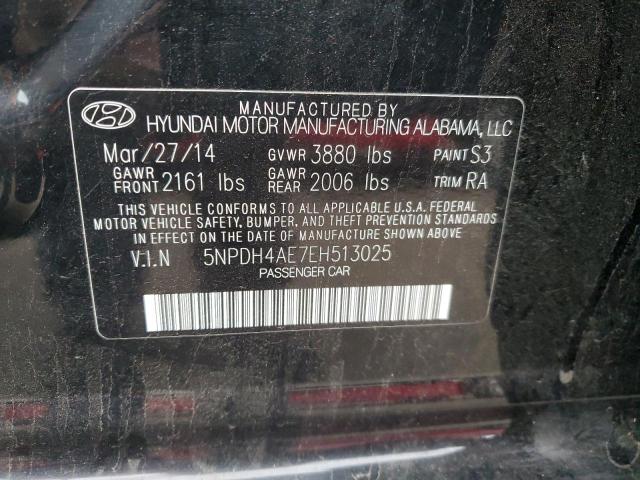 MANUFACTURED BY
HYUNDAI MOTOR MANUFACTURING ALABAMA, LLC
Mar/27/14 GVWR 3880 lbs PAINT S3
GAWR FRONT 2161 lbs GAWR REAR 2006 lbs TRIM RA
THIS VEHICLE CONFORMS TO ALL APPLICABLE U.S.A. FEDERAL
MOTOR VEHICLE SAFETY, BUMPER, AND THEFT PREVENTION STANDARDS
IN EFFECT ON THE DATE OF MANUFACTURE SHOWN ABOVE
V.I.N 5NPDH4AE7EH513025
PASSENGER CAR